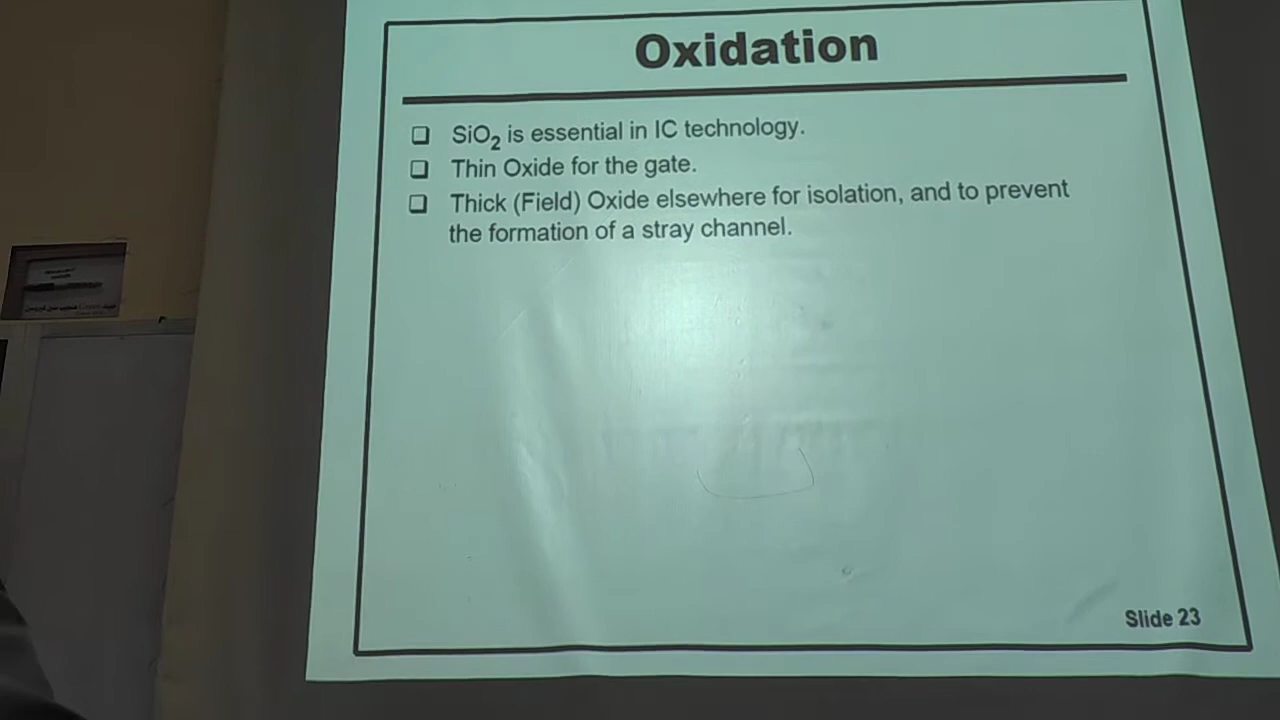 Oxidation
❑ SiO₂ is essential in IC technology.
❑ Thin Oxide for the gate.
❑ Thick (Field) Oxide elsewhere for isolation, and to prevent
the formation of a stray channel.
Slide 23